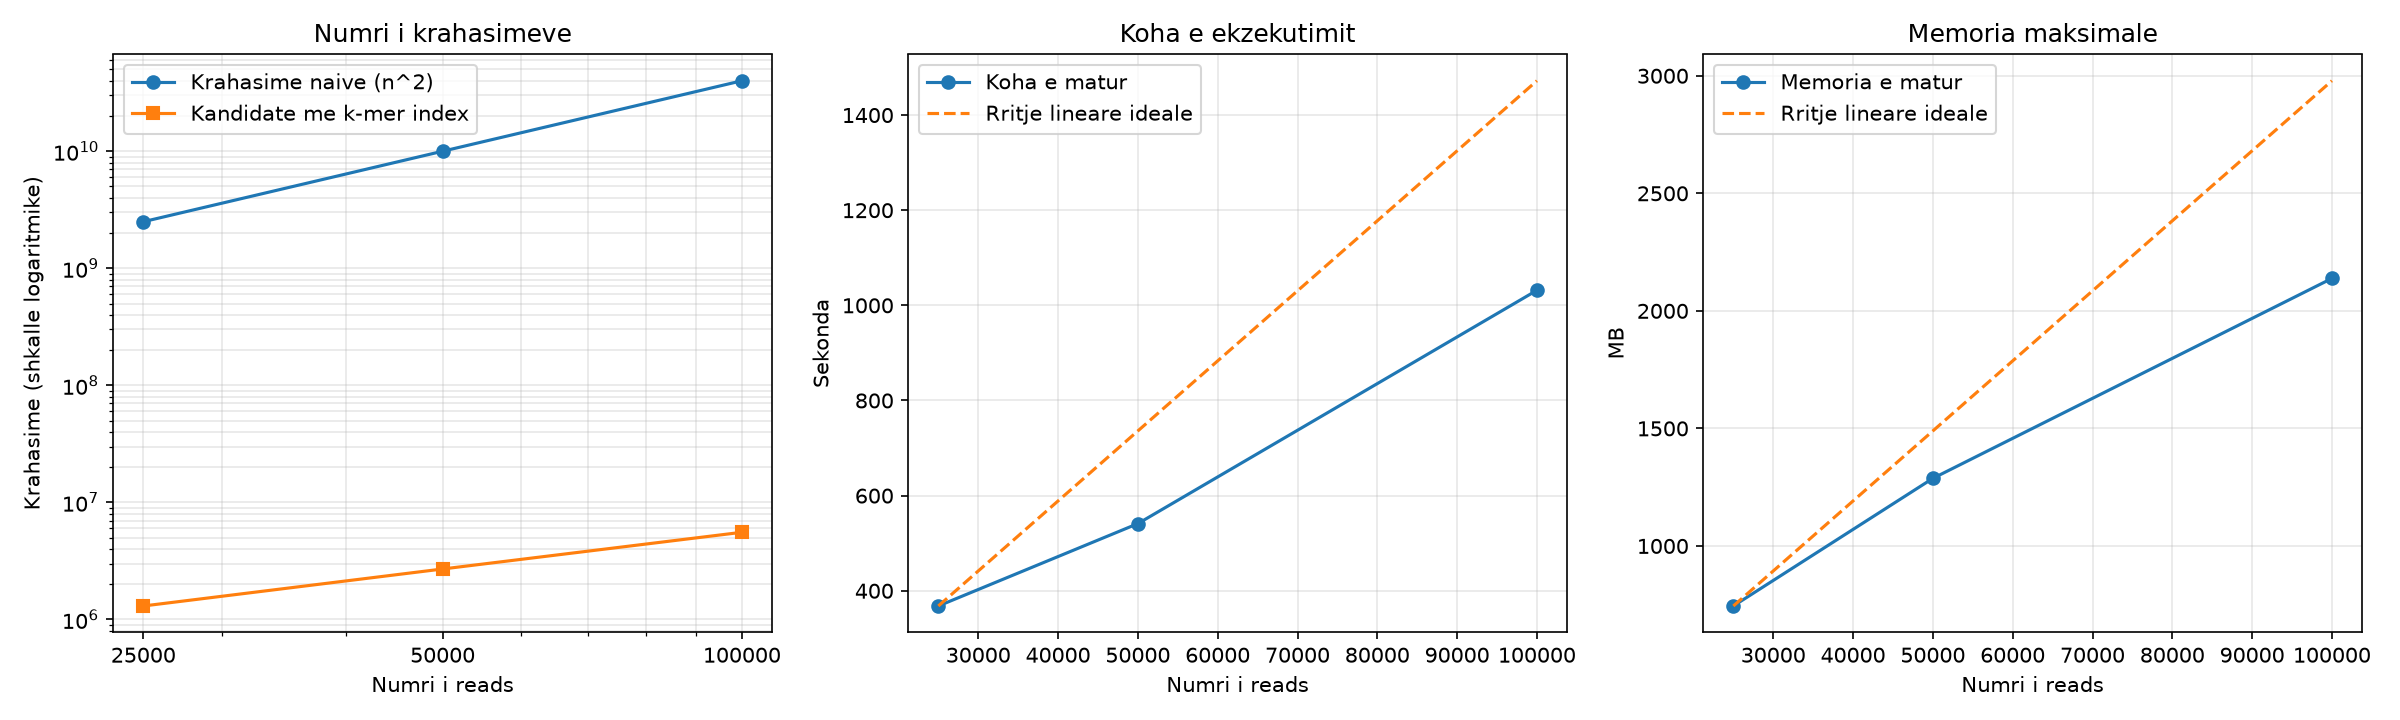 Numri i krahasimeve
Krahasime naive (n^2)
Kandidate me k-mer index
10^10
10^9
10^8
10^7
10^6
Krahasime (shkalle logaritmike)
25000 50000 100000
Numri i reads
Koha e ekzekutimit
Koha e matur
Rritje lineare ideale
1400
1200
1000
800
600
400
Sekonda
30000 40000 50000 60000 70000 80000 90000 100000
Numri i reads
Memoria maksimale
Memoria e matur
Rritje lineare ideale
3000
2500
2000
1500
1000
MB
30000 40000 50000 60000 70000 80000 90000 100000
Numri i reads